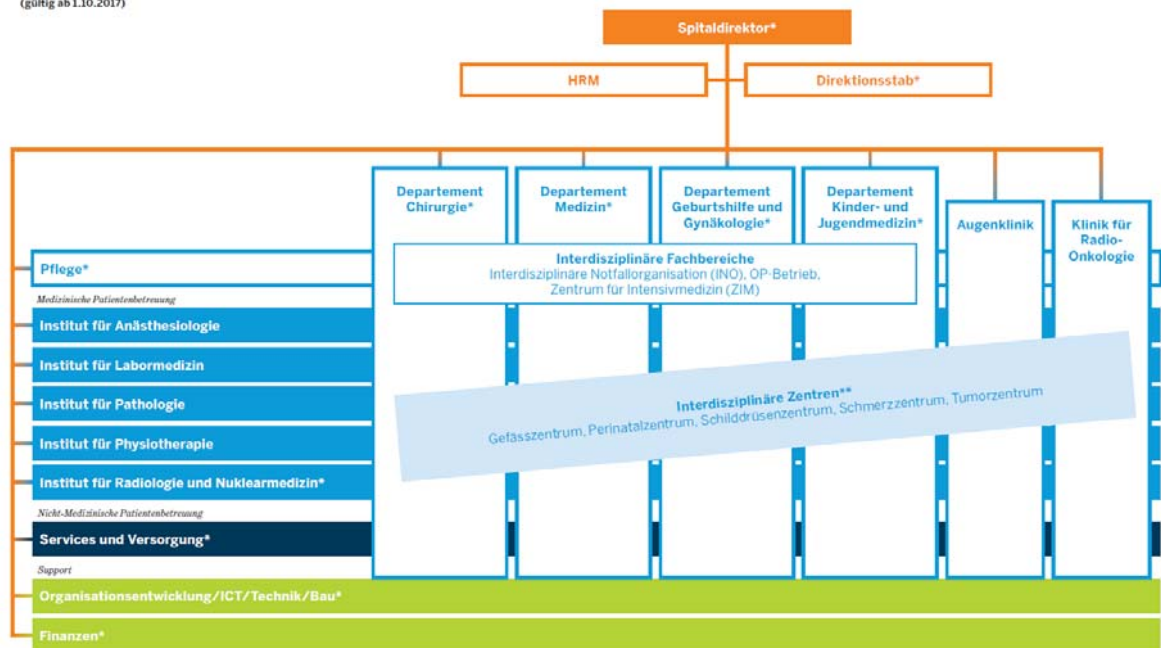 (gültig ab 1.10.2017)
Spitaldirektor*
HRM
Direktionsstab*
Departement
Chirurgie*
Departement
Medizin*
Departement
Geburtshilfe und
Gynäkologie*
Departement
Kinder- und
Jugendmedizin*
Augenklinik
Klinik für
Radio-
Onkologie
Pflege*
Interdisziplinäre Fachbereiche
Interdisziplinäre Notfallorganisation (INO), OP-Betrieb,
Zentrum für Intensivmedizin (ZIM)
Medizinische Patientenbetreuung
Institut für Anästhesiologie
Institut für Labormedizin
Institut für Pathologie
Institut für Physiotherapie
Institut für Radiologie und Nuklearmedizin*
Interdisziplinäre Zentren**
Gefässzentrum, Perinatalzentrum, Schilddrüsenzentrum, Schmerzzentrum, Tumorzentrum
Nicht-Medizinische Patientenbetreuung
Services und Versorgung*
Support
Organisationsentwicklung/ICT/Technik/Bau*
Finanzen*